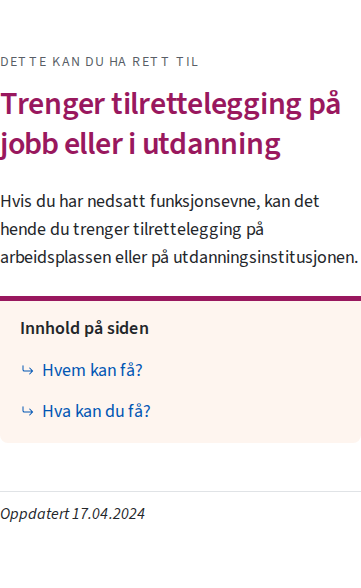 DETTE KAN DU HA RETT TIL
Trenger tilrettelegging på
jobb eller i utdanning
Hvis du har nedsatt funksjonsevne, kan det
hende du trenger tilrettelegging på
arbeidsplassen eller på utdanningsinstitusjonen.
Innhold på siden
Hvem kan få?
Hva kan du få?
Oppdatert 17.04.2024